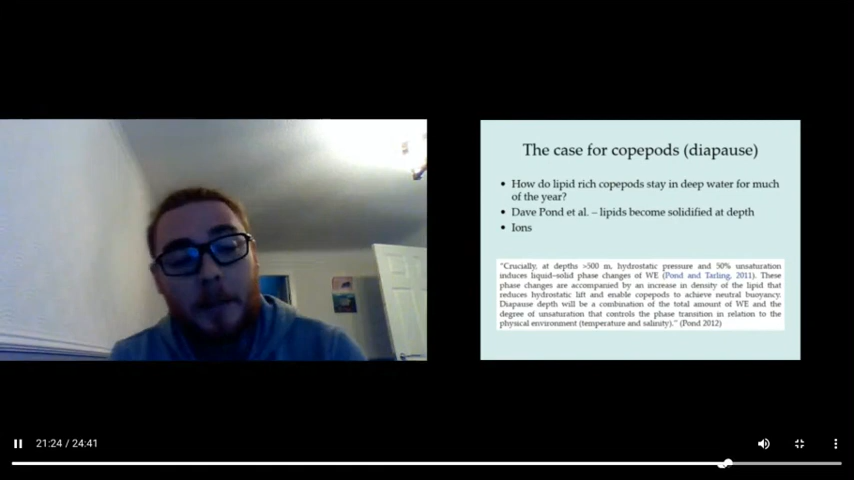 The case for copepods (diapause)
• How do lipid rich copepods stay in deep water for much
of the year?
• Dave Pond et al. – lipids become solidified at depth
• Ions
"Crucially, at depths >500 m, hydrostatic pressure and 50% unsaturation
induces liquid–solid phase changes of WE (Pond and Tarling, 2011). These
phase changes are accompanied by an increase in density of the lipid that
reduces hydrostatic lift and enable copepods to achieve neutral buoyancy.
Diapause depth will be a combination of the total amount of WE and the
degree of unsaturation that controls the phase transition in relation to the
physical environment (temperature and salinity)." (Pond 2012)
21:24 / 24:41